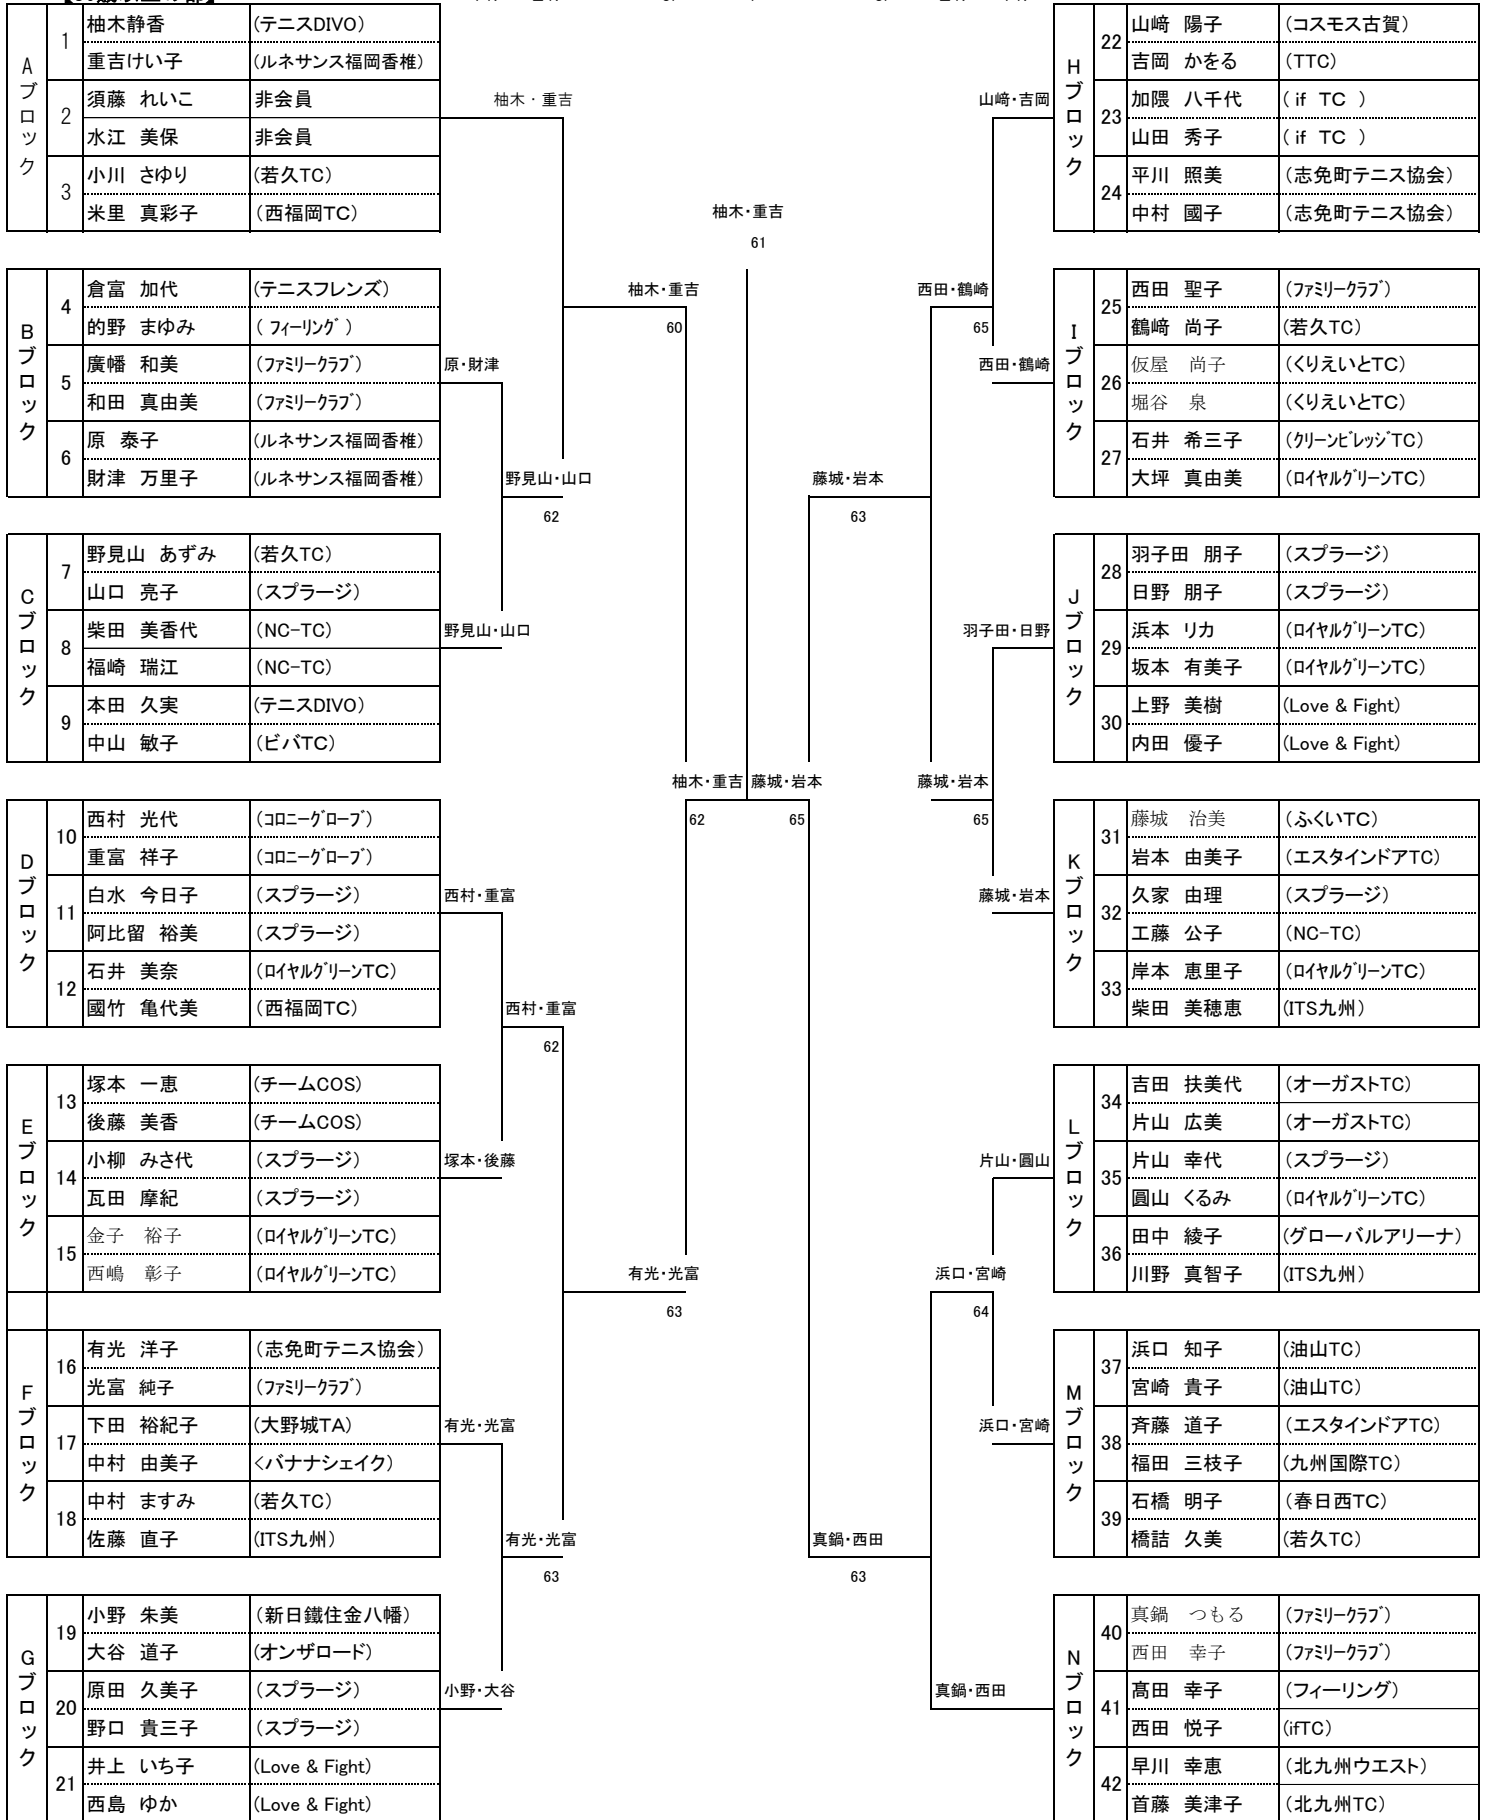 Aブロック
1
柚木静香 (テニスDIVO)
重吉けい子 (ルネサンス福岡香椎)
2
須藤 れいこ 非会員
水江 美保 非会員
3
小川 さゆり (若久TC)
米里 真彩子 (西福岡TC)
Bブロック
4
倉富 加代 (テニスフレンズ)
的野 まゆみ ( フィーリング )
5
廣幡 和美 (ファミリークラブ)
和田 真由美 (ファミリークラブ)
6
原 泰子 (ルネサンス福岡香椎)
財津 万里子 (ルネサンス福岡香椎)
Cブロック
7
野見山 あずみ (若久TC)
山口 亮子 (スプラージ)
8
柴田 美香代 (NC-TC)
福崎 瑞江 (NC-TC)
9
本田 久実 (テニスDIVO)
中山 敏子 (ビバTC)
Dブロック
10
西村 光代 (コロニーグローブ)
重富 祥子 (コロニーグローブ)
11
白水 今日子 (スプラージ)
阿比留 裕美 (スプラージ)
12
石井 美奈 (ロイヤルグリーンTC)
國竹 亀代美 (西福岡TC)
Eブロック
13
塚本 一恵 (チームCOS)
後藤 美香 (チームCOS)
14
小柳 みさ代 (スプラージ)
瓦田 摩紀 (スプラージ)
15
金子 裕子 (ロイヤルグリーンTC)
西嶋 彰子 (ロイヤルグリーンTC)
Fブロック
16
有光 洋子 (志免町テニス協会)
光富 純子 (ファミリークラブ)
17
下田 裕紀子 (大野城TA)
中村 由美子 <バナナシェイク)
18
中村 ますみ (若久TC)
佐藤 直子 (ITS九州)
Gブロック
19
小野 朱美 (新日鐵住金八幡)
大谷 道子 (オンザロード)
20
原田 久美子 (スプラージ)
野口 貴三子 (スプラージ)
21
井上 いち子 (Love & Fight)
西島 ゆか (Love & Fight)
柚木・重吉
原・財津
野見山・山口
62
野見山・山口
柚木・重吉
60
西村・重富
西村・重富
62
塚本・後藤
有光・光富
63
有光・光富
有光・光富
63
小野・大谷
柚木・重吉
61
柚木・重吉
62
藤城・岩本
65
山﨑・吉岡
西田・鶴崎
65
西田・鶴崎
藤城・岩本
63
羽子田・日野
藤城・岩本
65
藤城・岩本
片山・圓山
浜口・宮崎
64
浜口・宮崎
真鍋・西田
63
真鍋・西田
Hブロック
22
山﨑 陽子 (コスモス古賀)
吉岡 かをる (TTC)
23
加隈 八千代 ( if TC )
山田 秀子 ( if TC )
24
平川 照美 (志免町テニス協会)
中村 國子 (志免町テニス協会)
Iブロック
25
西田 聖子 (ファミリークラブ)
鶴﨑 尚子 (若久TC)
26
仮屋 尚子 (くりえいとTC)
堀谷 泉 (くりえいとTC)
27
石井 希三子 (クリーンビレッジTC)
大坪 真由美 (ロイヤルグリーンTC)
Jブロック
28
羽子田 朋子 (スプラージ)
日野 朋子 (スプラージ)
29
浜本 リカ (ロイヤルグリーンTC)
坂本 有美子 (ロイヤルグリーンTC)
30
上野 美樹 (Love & Fight)
内田 優子 (Love & Fight)
Kブロック
31
藤城 治美 (ふくいTC)
岩本 由美子 (エスタインドアTC)
32
久家 由理 (スプラージ)
工藤 公子 (NC-TC)
33
岸本 恵里子 (ロイヤルグリーンTC)
柴田 美穂恵 (ITS九州)
Lブロック
34
吉田 扶美代 (オーガストTC)
片山 広美 (オーガストTC)
35
片山 幸代 (スプラージ)
圓山 くるみ (ロイヤルグリーンTC)
36
田中 綾子 (グローバルアリーナ)
川野 真智子 (ITS九州)
Mブロック
37
浜口 知子 (油山TC)
宮崎 貴子 (油山TC)
38
斉藤 道子 (エスタインドアTC)
福田 三枝子 (九州国際TC)
39
石橋 明子 (春日西TC)
橋詰 久美 (若久TC)
Nブロック
40
真鍋 つもる (ファミリークラブ)
西田 幸子 (ファミリークラブ)
41
髙田 幸子 (フィーリング)
西田 悦子 (ifTC)
42
早川 幸恵 (北九州ウエスト)
首藤 美津子 (北九州TC)